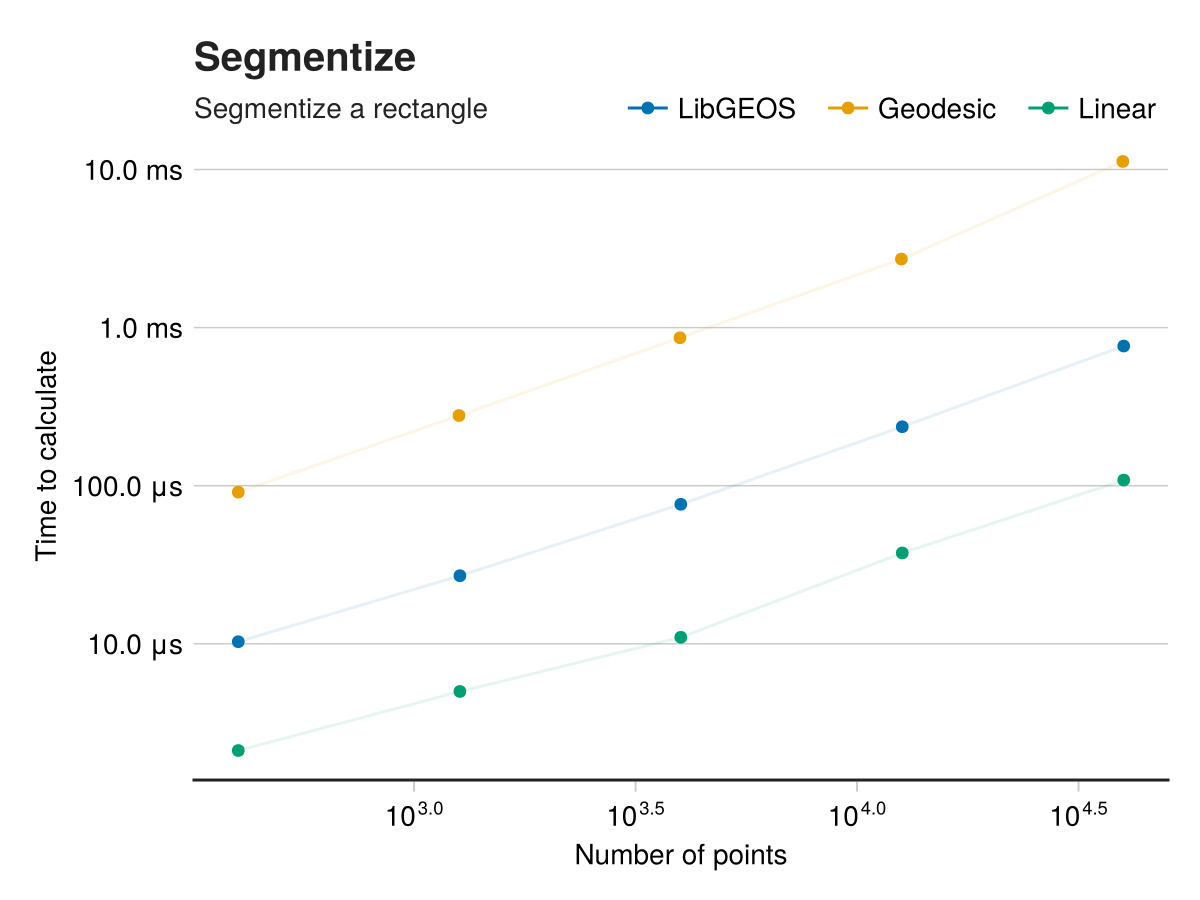 Segmentize
Segmentize a rectangle
LibGEOS
Geodesic
Linear
10.0 ms
1.0 ms
100.0 μs
10.0 μs
Time to calculate
10^3.0
10^3.5
10^4.0
10^4.5
Number of points